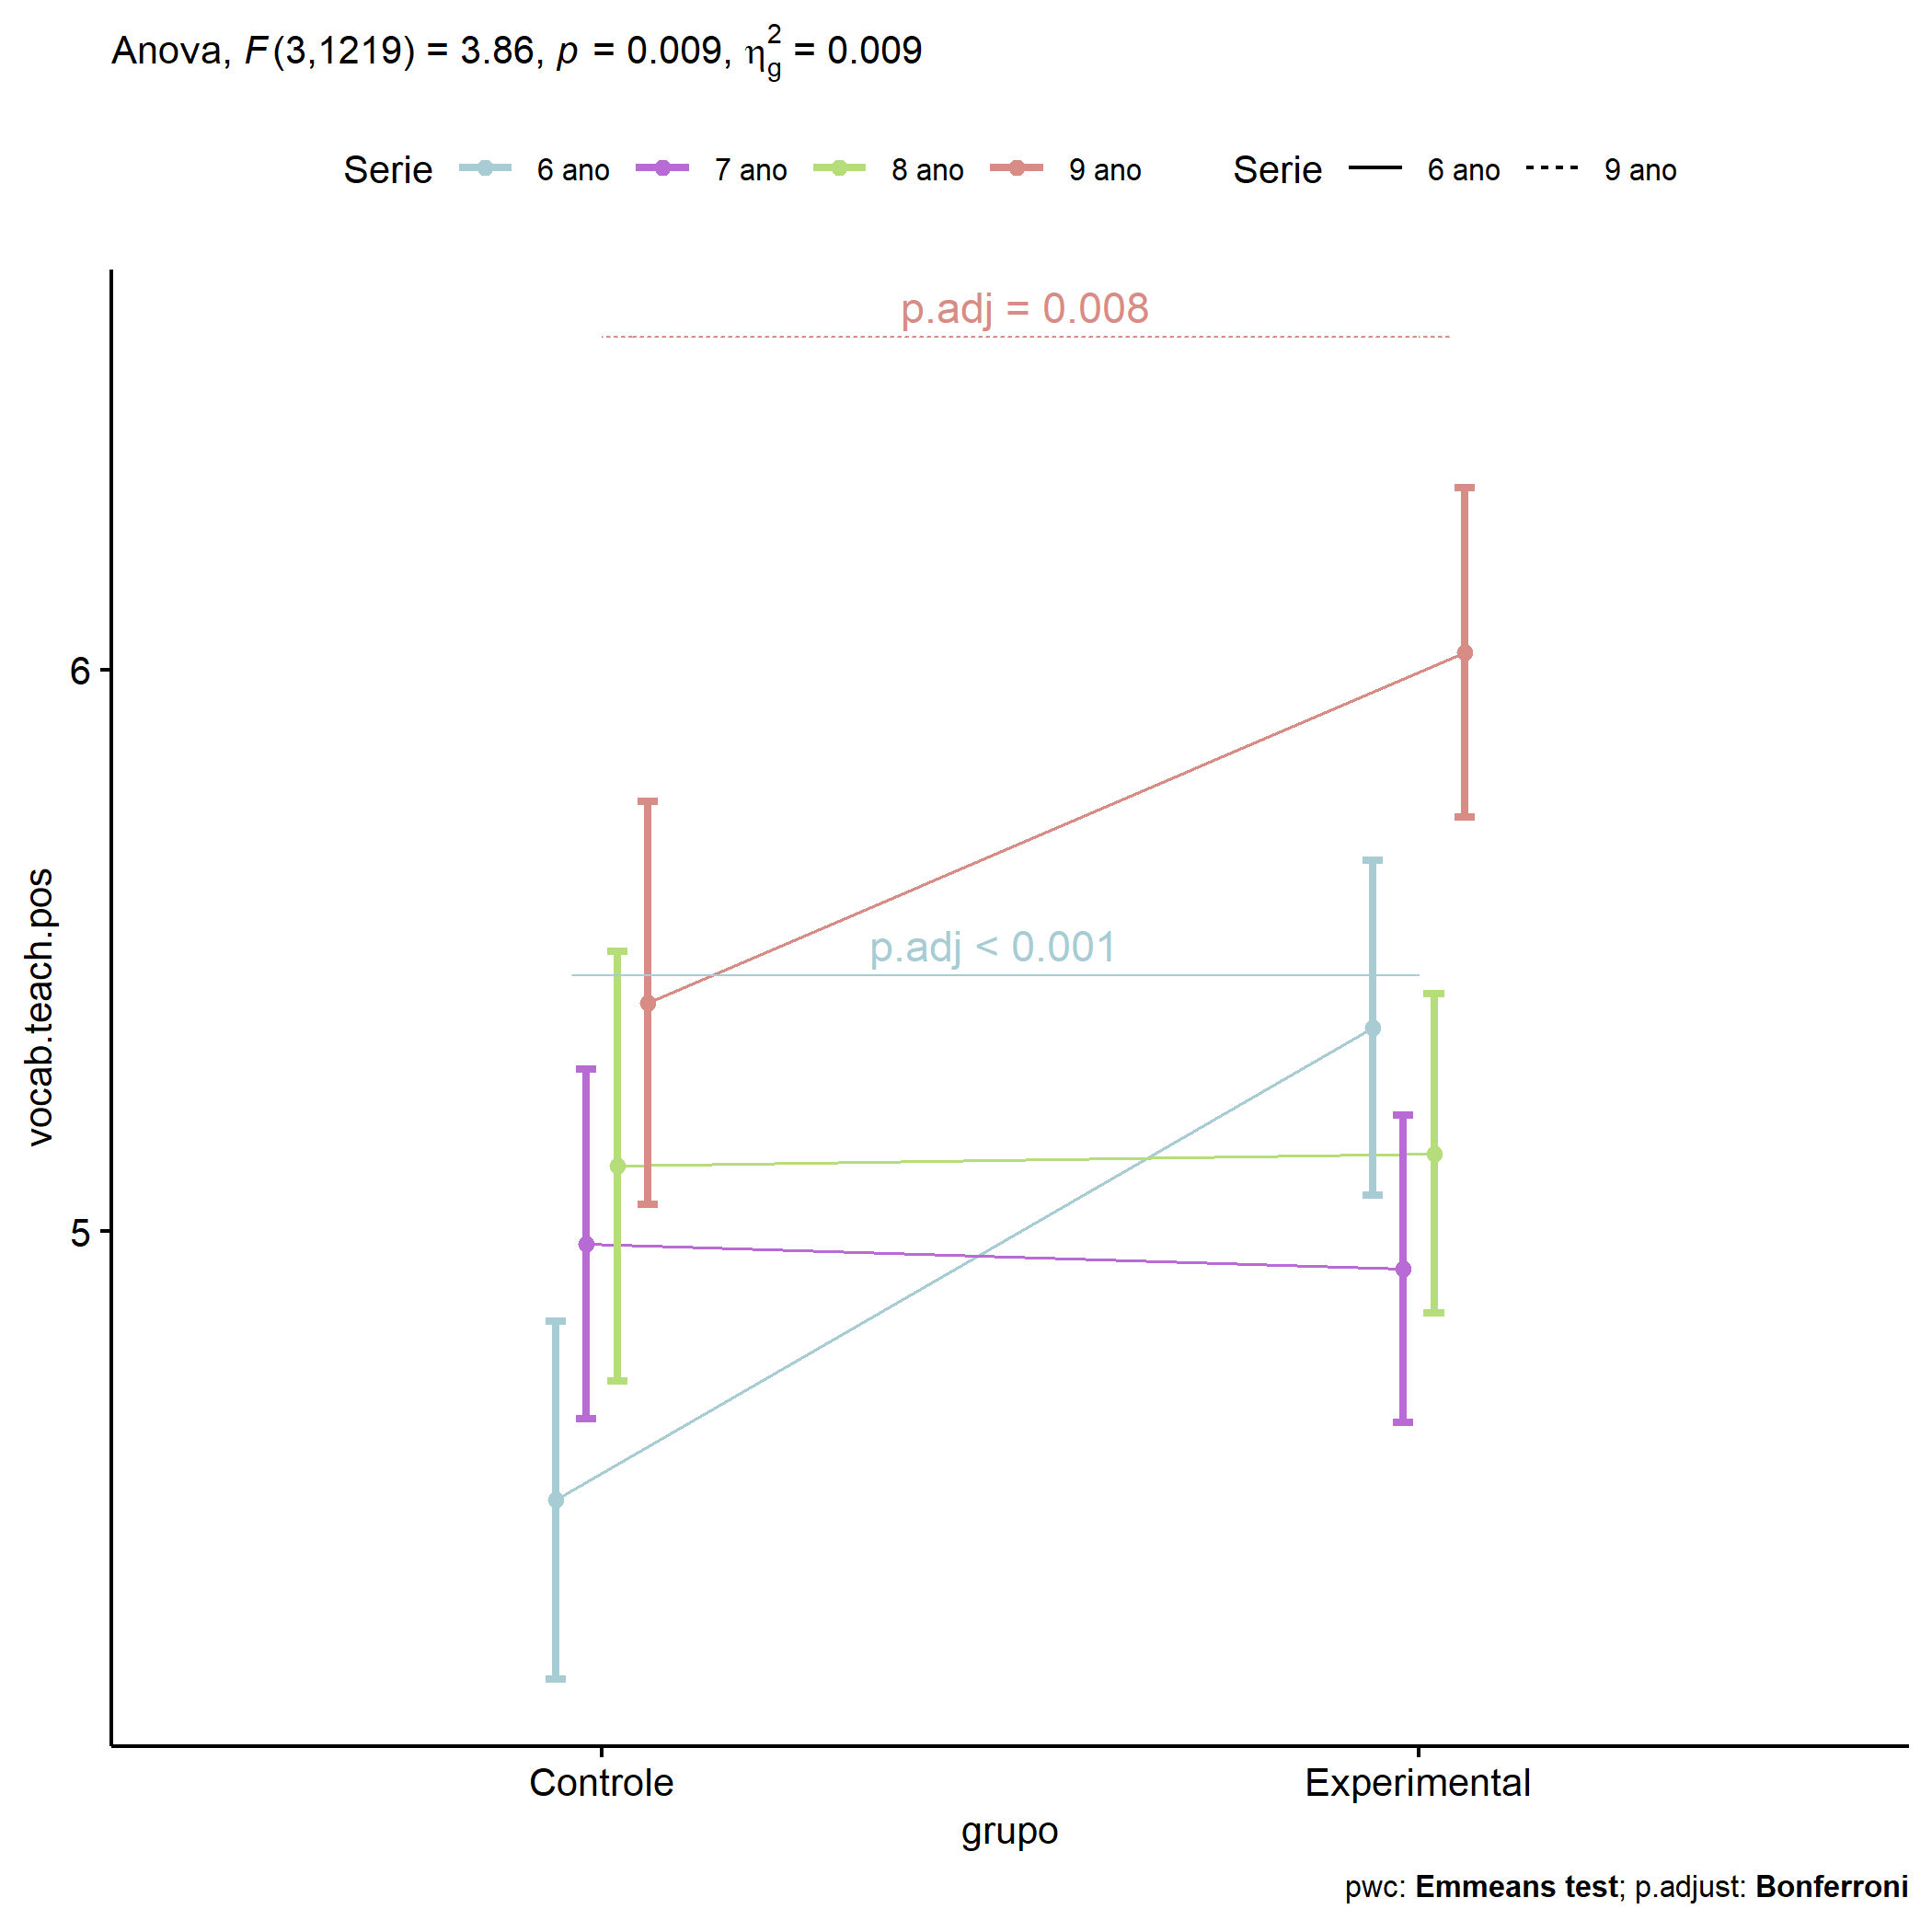 Anova, F(3,1219) = 3.86, p = 0.009, η²g = 0.009
Serie 6 ano 7 ano 8 ano 9 ano Serie 6 ano 9 ano
p.adj = 0.008
6
p.adj < 0.001
vocab.teach.pos
5
Controle Experimental
grupo
pwc: Emmeans test; p.adjust: Bonferroni